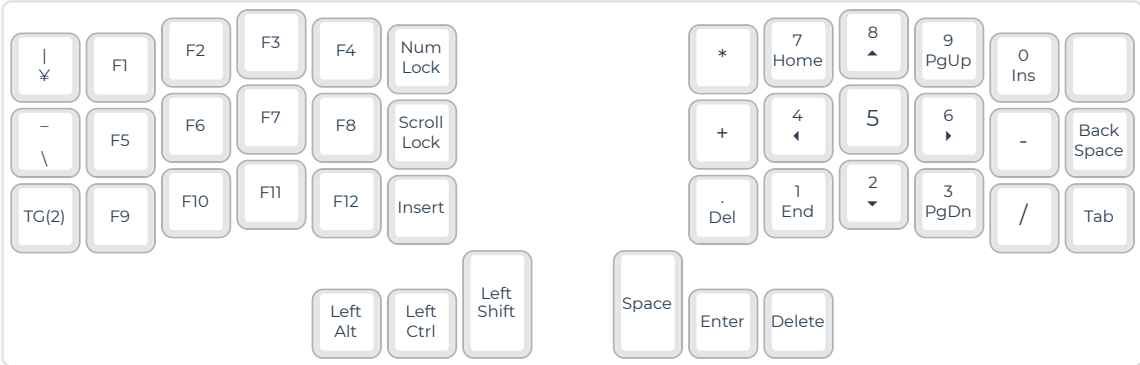 |
¥
F1
F2
F3
F4
Num
Lock
*
7
Home
8
▲
9
PgUp
0
Ins
_
\
F5
F6
F7
F8
Scroll
Lock
+
4
◀
5
6
▶
-
Back
Space
TG(2)
F9
F10
F11
F12
Insert
.
Del
1
End
2
▼
3
PgDn
/
Tab
Left
Alt
Left
Ctrl
Left
Shift
Space
Enter
Delete